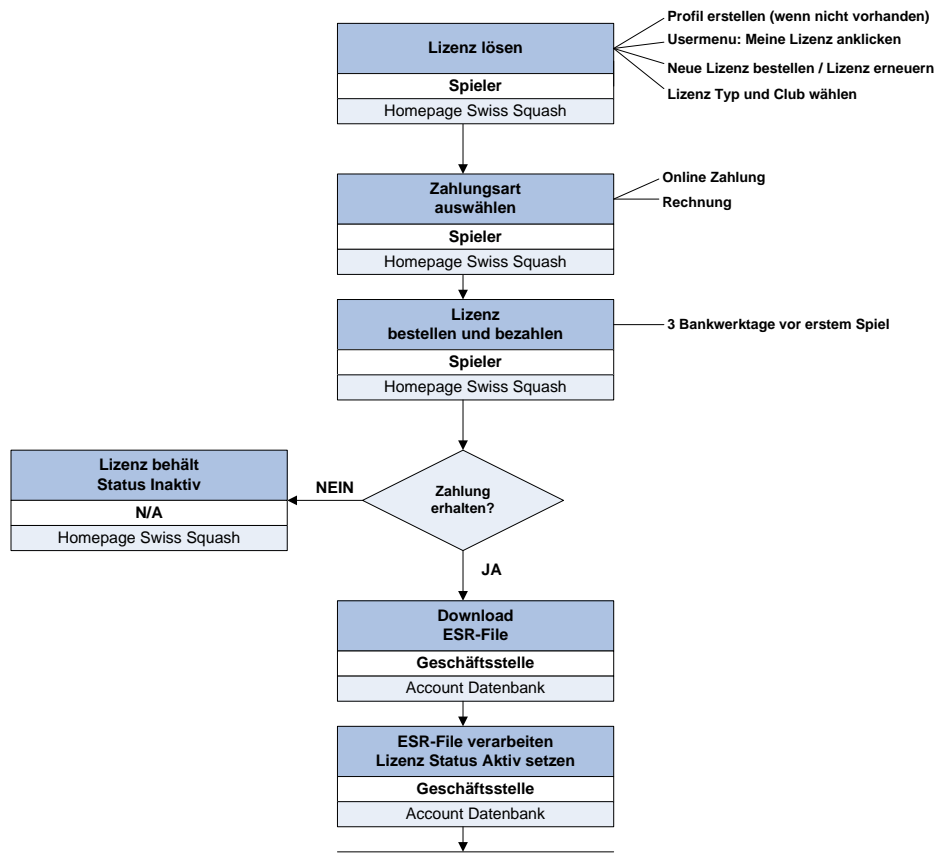 Profil erstellen (wenn nicht vorhanden)
Usermenu: Meine Lizenz anklicken
Neue Lizenz bestellen / Lizenz erneuern
Lizenz Typ und Club wählen
Lizenz lösen
Spieler
Homepage Swiss Squash
Zahlungsart
auswählen
Spieler
Homepage Swiss Squash
Online Zahlung
Rechnung
Lizenz
bestellen und bezahlen
Spieler
Homepage Swiss Squash
3 Bankwerktage vor erstem Spiel
Zahlung
erhalten?
NEIN
Lizenz behält
Status Inaktiv
N/A
Homepage Swiss Squash
JA
Download
ESR-File
Geschäftsstelle
Account Datenbank
ESR-File verarbeiten
Lizenz Status Aktiv setzen
Geschäftsstelle
Account Datenbank